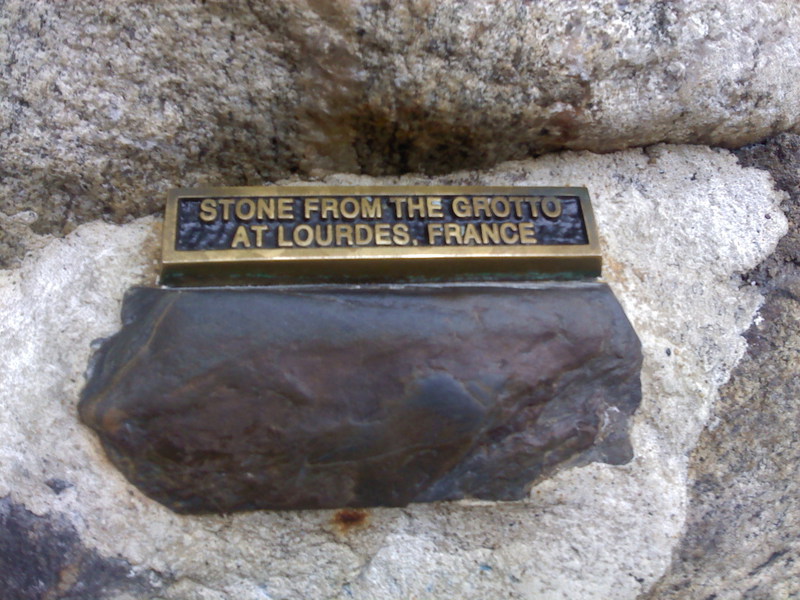 STONE FROM THE GROTTO
AT LOURDES, FRANCE